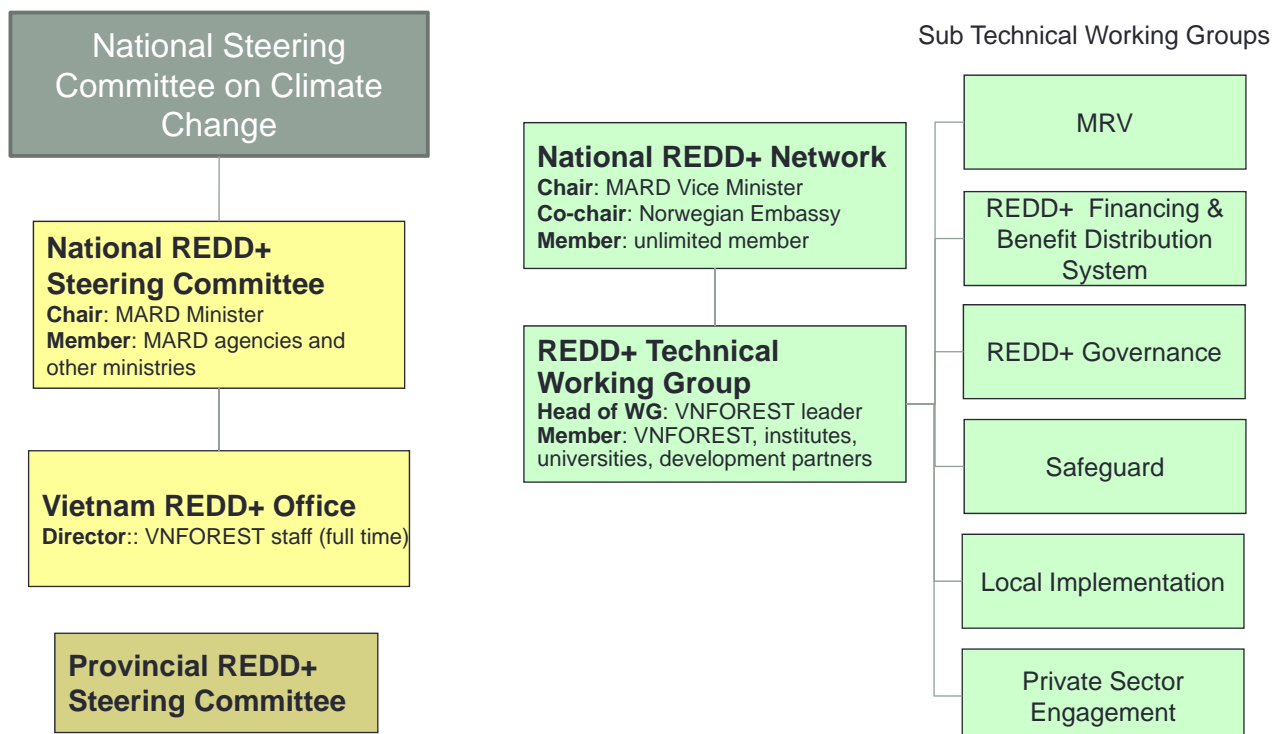 National Steering
Committee on Climate
Change
National REDD+
Steering Committee
Chair: MARD Minister
Member: MARD agencies and
other ministries
Vietnam REDD+ Office
Director:: VNFOREST staff (full time)
Provincial REDD+
Steering Committee
National REDD+ Network
Chair: MARD Vice Minister
Co-chair: Norwegian Embassy
Member: unlimited member
REDD+ Technical
Working Group
Head of WG: VNFOREST leader
Member: VNFOREST, institutes,
universities, development partners
Sub Technical Working Groups
MRV
REDD+ Financing &
Benefit Distribution
System
REDD+ Governance
Safeguard
Local Implementation
Private Sector
Engagement